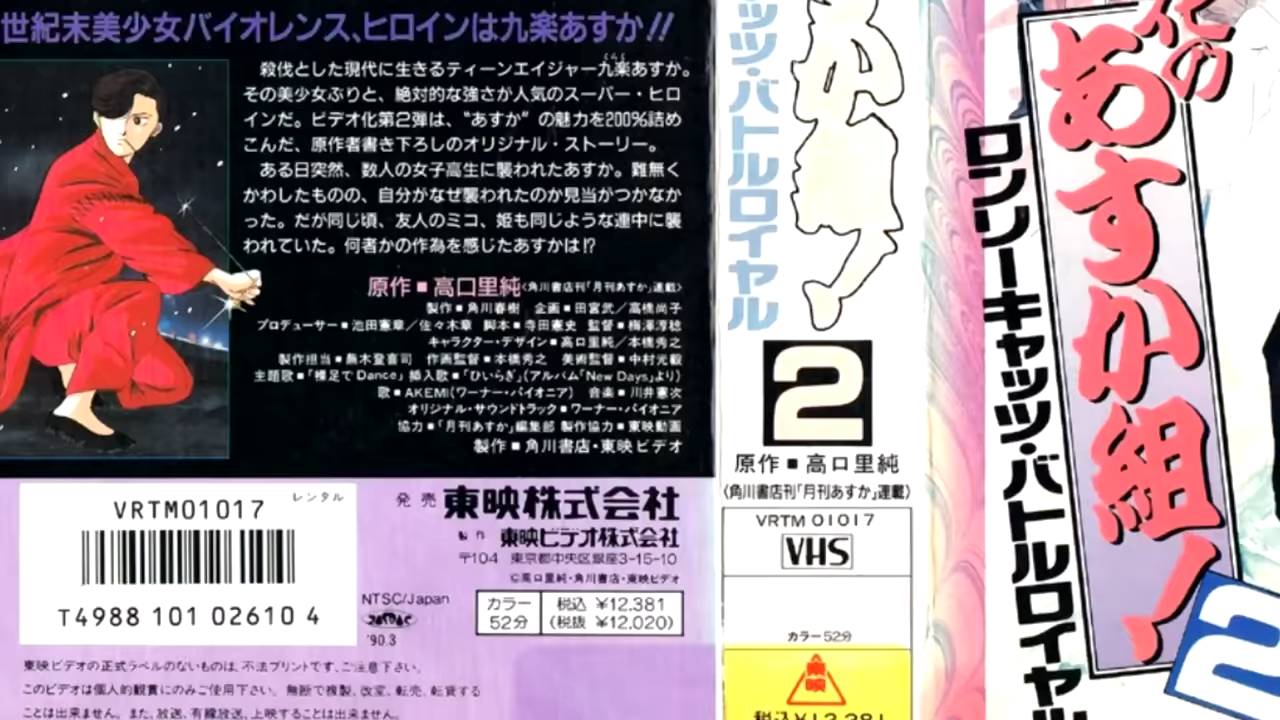 世紀末美少女バイオレンス、ヒロインは九楽あすか!!
殺伐とした現代に生きるティーンエイジャー九楽あすか。
その美少女ぶりと、絶対的な強さが人気のスーパー・ヒロ
インだ。ビデオ化第2弾は、“あすか”の魅力を200%詰め
こんだ、原作者書き下ろしのオリジナル・ストーリー。
ある日突然、数人の女子高生に襲われたあすか。難無く
かわしたものの、自分がなぜ襲われたのか見当がつかなか
った。だが同じ頃、友人のミコ、姫も同じような連中に襲
われていた。何者かの作為を感じたあすかは!?
原作■高口里純〈角川書店刊「月刊あすか」連載〉
製作■角川春樹 企画■田宮武/高橋尚子
プロデューサー■池田憲章/佐々木章 脚本■寺田憲史 監督■梅澤淳稔
キャラクター・デザイン■高口里純/本橋秀之
製作担当■蕪木登喜司 作画監督■本橋秀之 美術監督■中村光毅
主題歌■「裸足でDance」挿入歌■「ひいらぎ」(アルバム「New Days」より)
歌■AKEMI(ワーナー・パイオニア) 音楽■川井憲次
オリジナル・サウンドトラック■ワーナー・パイオニア
協力■「月刊あすか」編集部 製作協力■東映動画
製作■角川書店・東映ビデオ
VRTM01017
レンタル
T4988 101 02610 4
発売 東映株式会社
製作 東映ビデオ株式会社
〒104 東京都中央区銀座3-15-10
©高口里純・角川書店・東映ビデオ
NTSC/Japan
'90.3
カラー
52分
税込 ¥12.381
(税抜 ¥12.020)
東映ビデオの正式ラベルのないものは、不法プリントです、ご注意下さい。
このビデオは個人的観賞にのみご使用下さい。無断で複製、改変、転売、転貸する
ことは出来ません。また、放送、有線放送、上映することは出来ません。
か!
ッツ・バトルロイヤル
2
原作■高口里純
〈角川書店刊「月刊あすか」連載〉
VRTM 01017
VHS
カラー52分
東映
税込¥12.381
花の
あすか組!
ロンリーキャッツ・バトルロイヤル
2